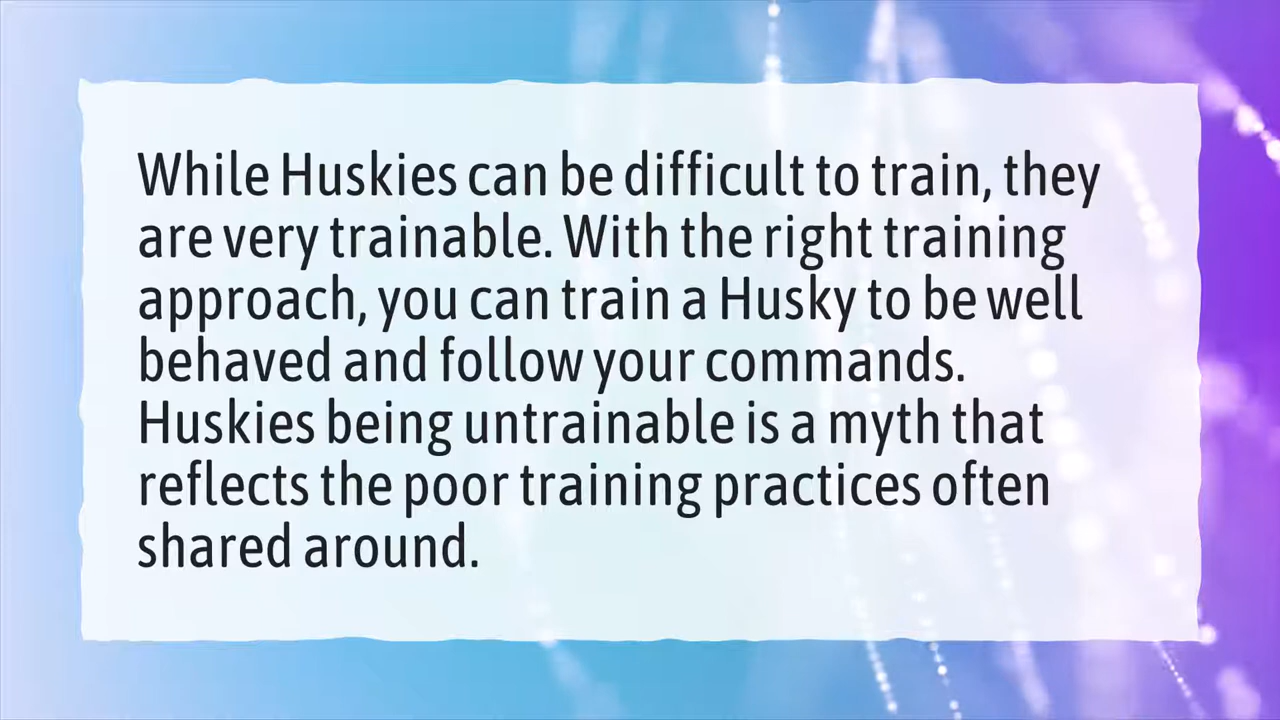 While Huskies can be difficult to train, they
are very trainable. With the right training
approach, you can train a Husky to be well
behaved and follow your commands.
Huskies being untrainable is a myth that
reflects the poor training practices often
shared around.